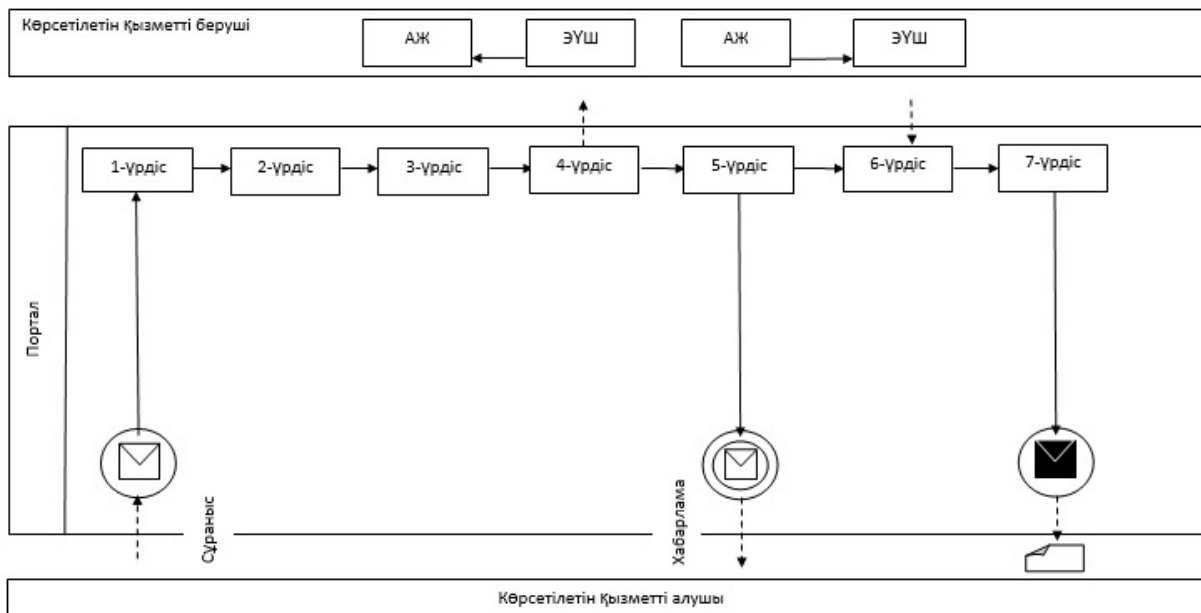 Көрсетілетін қызметті беруші
АЖ
ЭҮШ
АЖ
ЭҮШ
Портал
1-үрдіс
2-үрдіс
3-үрдіс
4-үрдіс
5-үрдіс
6-үрдіс
7-үрдіс
Сұраныс
Хабарлама
Көрсетілетін қызметті алушы